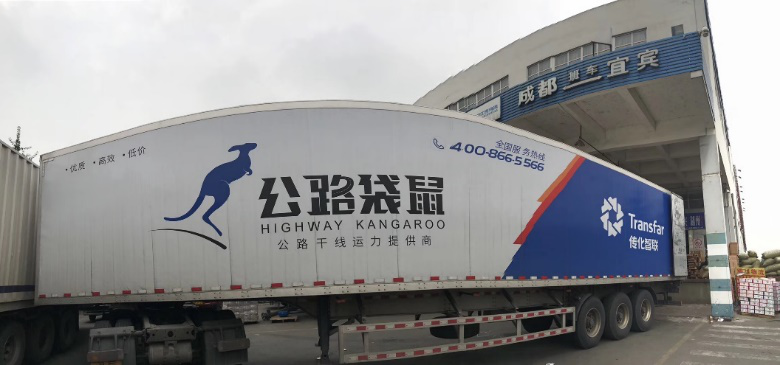 ·优质 ·高效 ·低价
公路袋鼠
HIGHWAY KANGAROO
公路干线运力提供商
全国服务热线
400-866-5566
Transfar
传化智联
成都 班车 宜宾